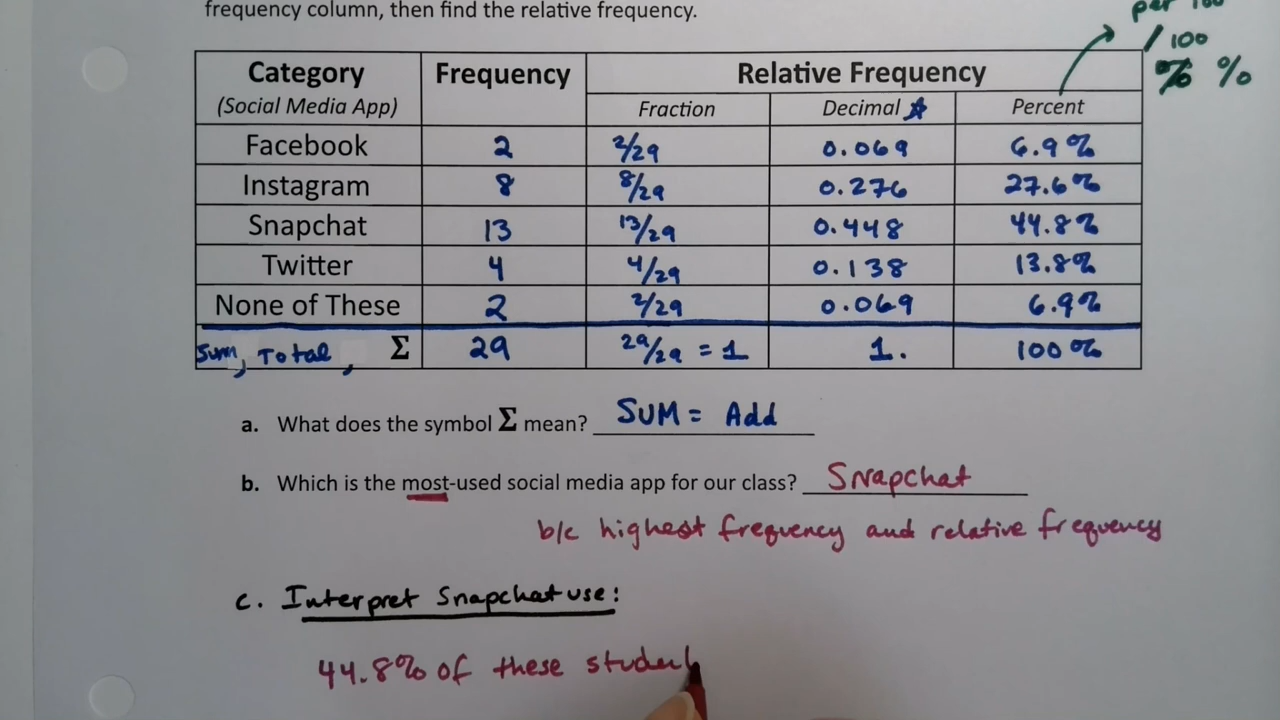 frequency column, then find the relative frequency.
per 100
/ 100
% %
Category Frequency Relative Frequency
(Social Media App) Fraction Decimal Percent
Facebook 2 2/29 0.069 6.9%
Instagram 8 8/29 0.276 27.6%
Snapchat 13 13/29 0.448 44.8%
Twitter 4 4/29 0.138 13.8%
None of These 2 2/29 0.069 6.9%
Sum, Total, Σ 29 29/29 = 1 1. 100%
a. What does the symbol Σ mean? SUM = Add
b. Which is the most-used social media app for our class? Snapchat
b/c highest frequency and relative frequency
c. Interpret Snapchat use:
44.8% of these student